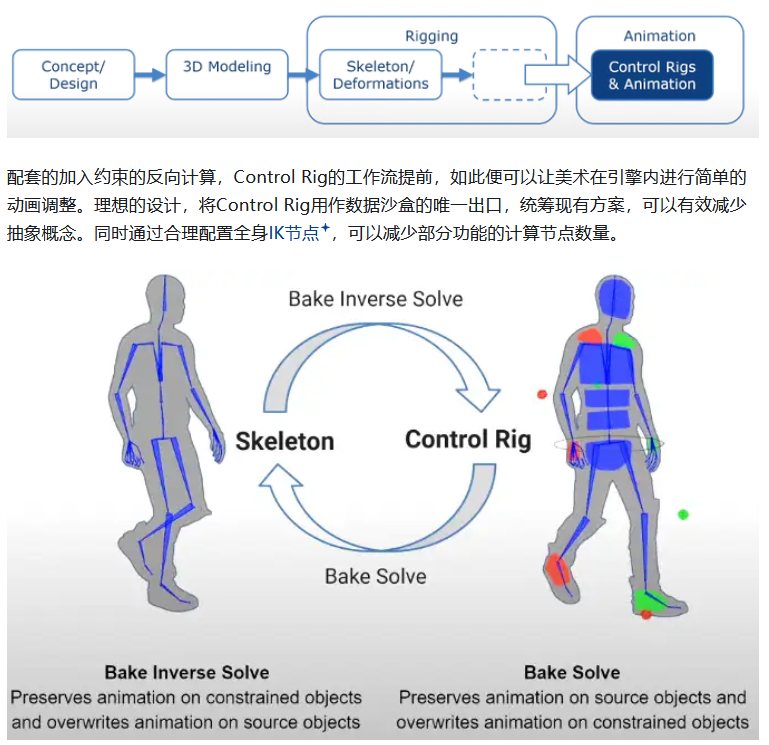 Rigging
Animation
Concept/
Design
3D Modeling
Skeleton/
Deformations
Control Rigs
& Animation
配套的加入约束的反向计算，Control Rig的工作流提前，如此便可以让美术在引擎内进行简单的
动画调整。理想的设计，将Control Rig用作数据沙盒的唯一出口，统筹现有方案，可以有效减少
抽象概念。同时通过合理配置全身IK节点，可以减少部分功能的计算节点数量。
Bake Inverse Solve
Skeleton
Control Rig
Bake Solve
Bake Inverse Solve
Preserves animation on constrained objects
and overwrites animation on source objects
Bake Solve
Preserves animation on source objects and
overwrites animation on constrained objects